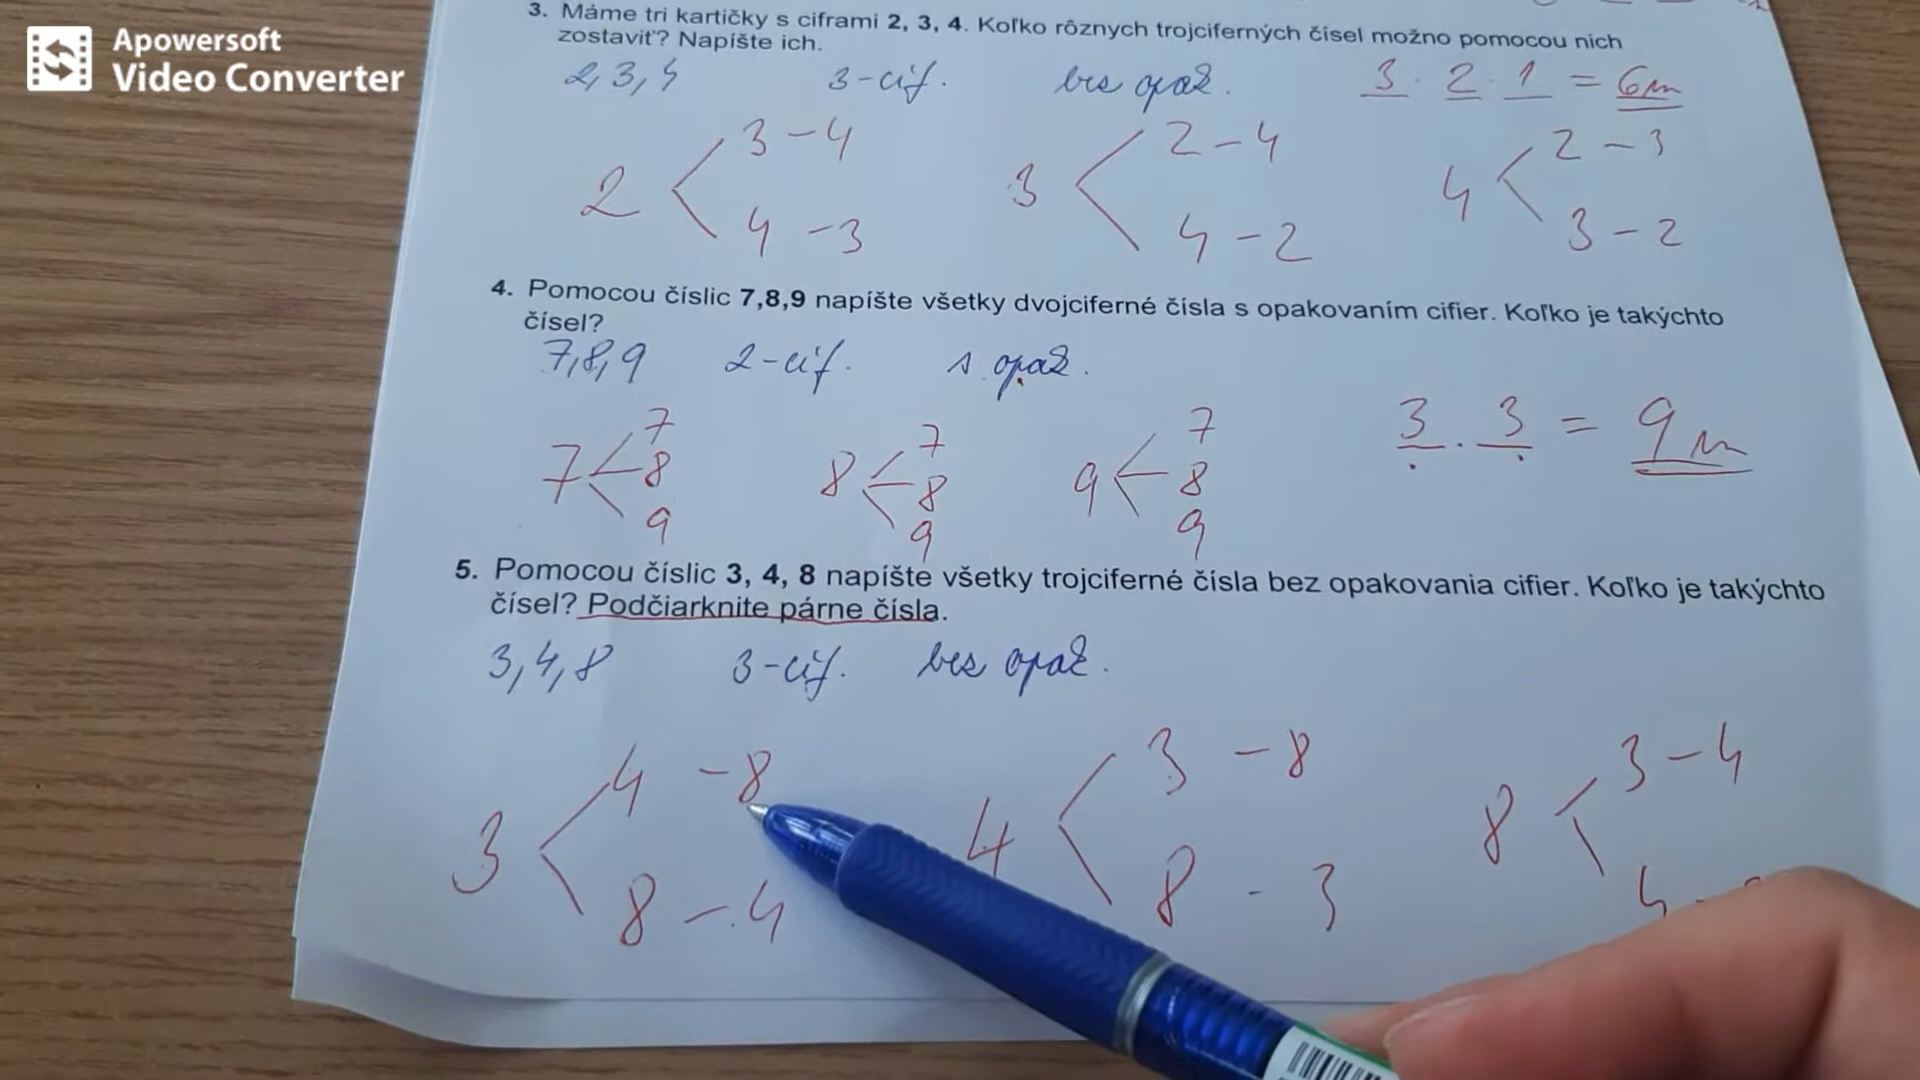 Apowersoft
Video Converter
3. Máme tri kartičky s ciframi 2, 3, 4. Koľko rôznych trojciferných čísel možno pomocou nich
zostaviť? Napíšte ich.
2,3,4 3-cif. bez opak. 3 · 2 · 1 = 6m
3 - 4 2 - 4 2 - 3
2 3 4
4 - 3 4 - 2 3 - 2
4. Pomocou číslic 7,8,9 napíšte všetky dvojciferné čísla s opakovaním cifier. Koľko je takýchto
čísel?
7,8,9 2-cif. s opak.
7 7 7 3 · 3 = 9m
7 8 8 8 9 8
9 9 9
5. Pomocou číslic 3, 4, 8 napíšte všetky trojciferné čísla bez opakovania cifier. Koľko je takýchto
čísel? Podčiarknite párne čísla.
3,4,8 3-cif. bez opak.
4 - 8 3 - 8 3 - 4
3 4 8
8 - 4 8 - 3 4 -